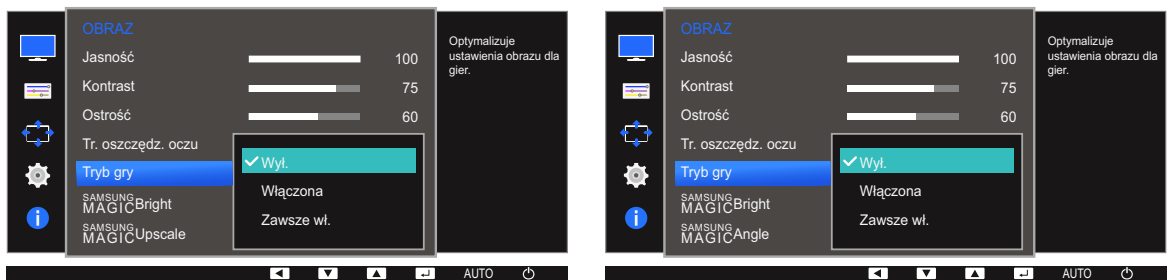 OBRAZ
Jasność 100
Kontrast 75
Ostrość 60
Tr. oszczędz. oczu
Tryb gry
SAMSUNG
MAGICBright
SAMSUNG
MAGICUpscale
Wył.
Włączona
Zawsze wł.
Optymalizuje
ustawienia obrazu dla
gier.
AUTO
OBRAZ
Jasność 100
Kontrast 75
Ostrość 60
Tr. oszczędz. oczu
Tryb gry
SAMSUNG
MAGICBright
SAMSUNG
MAGICAngle
Wył.
Włączona
Zawsze wł.
Optymalizuje
ustawienia obrazu dla
gier.
AUTO